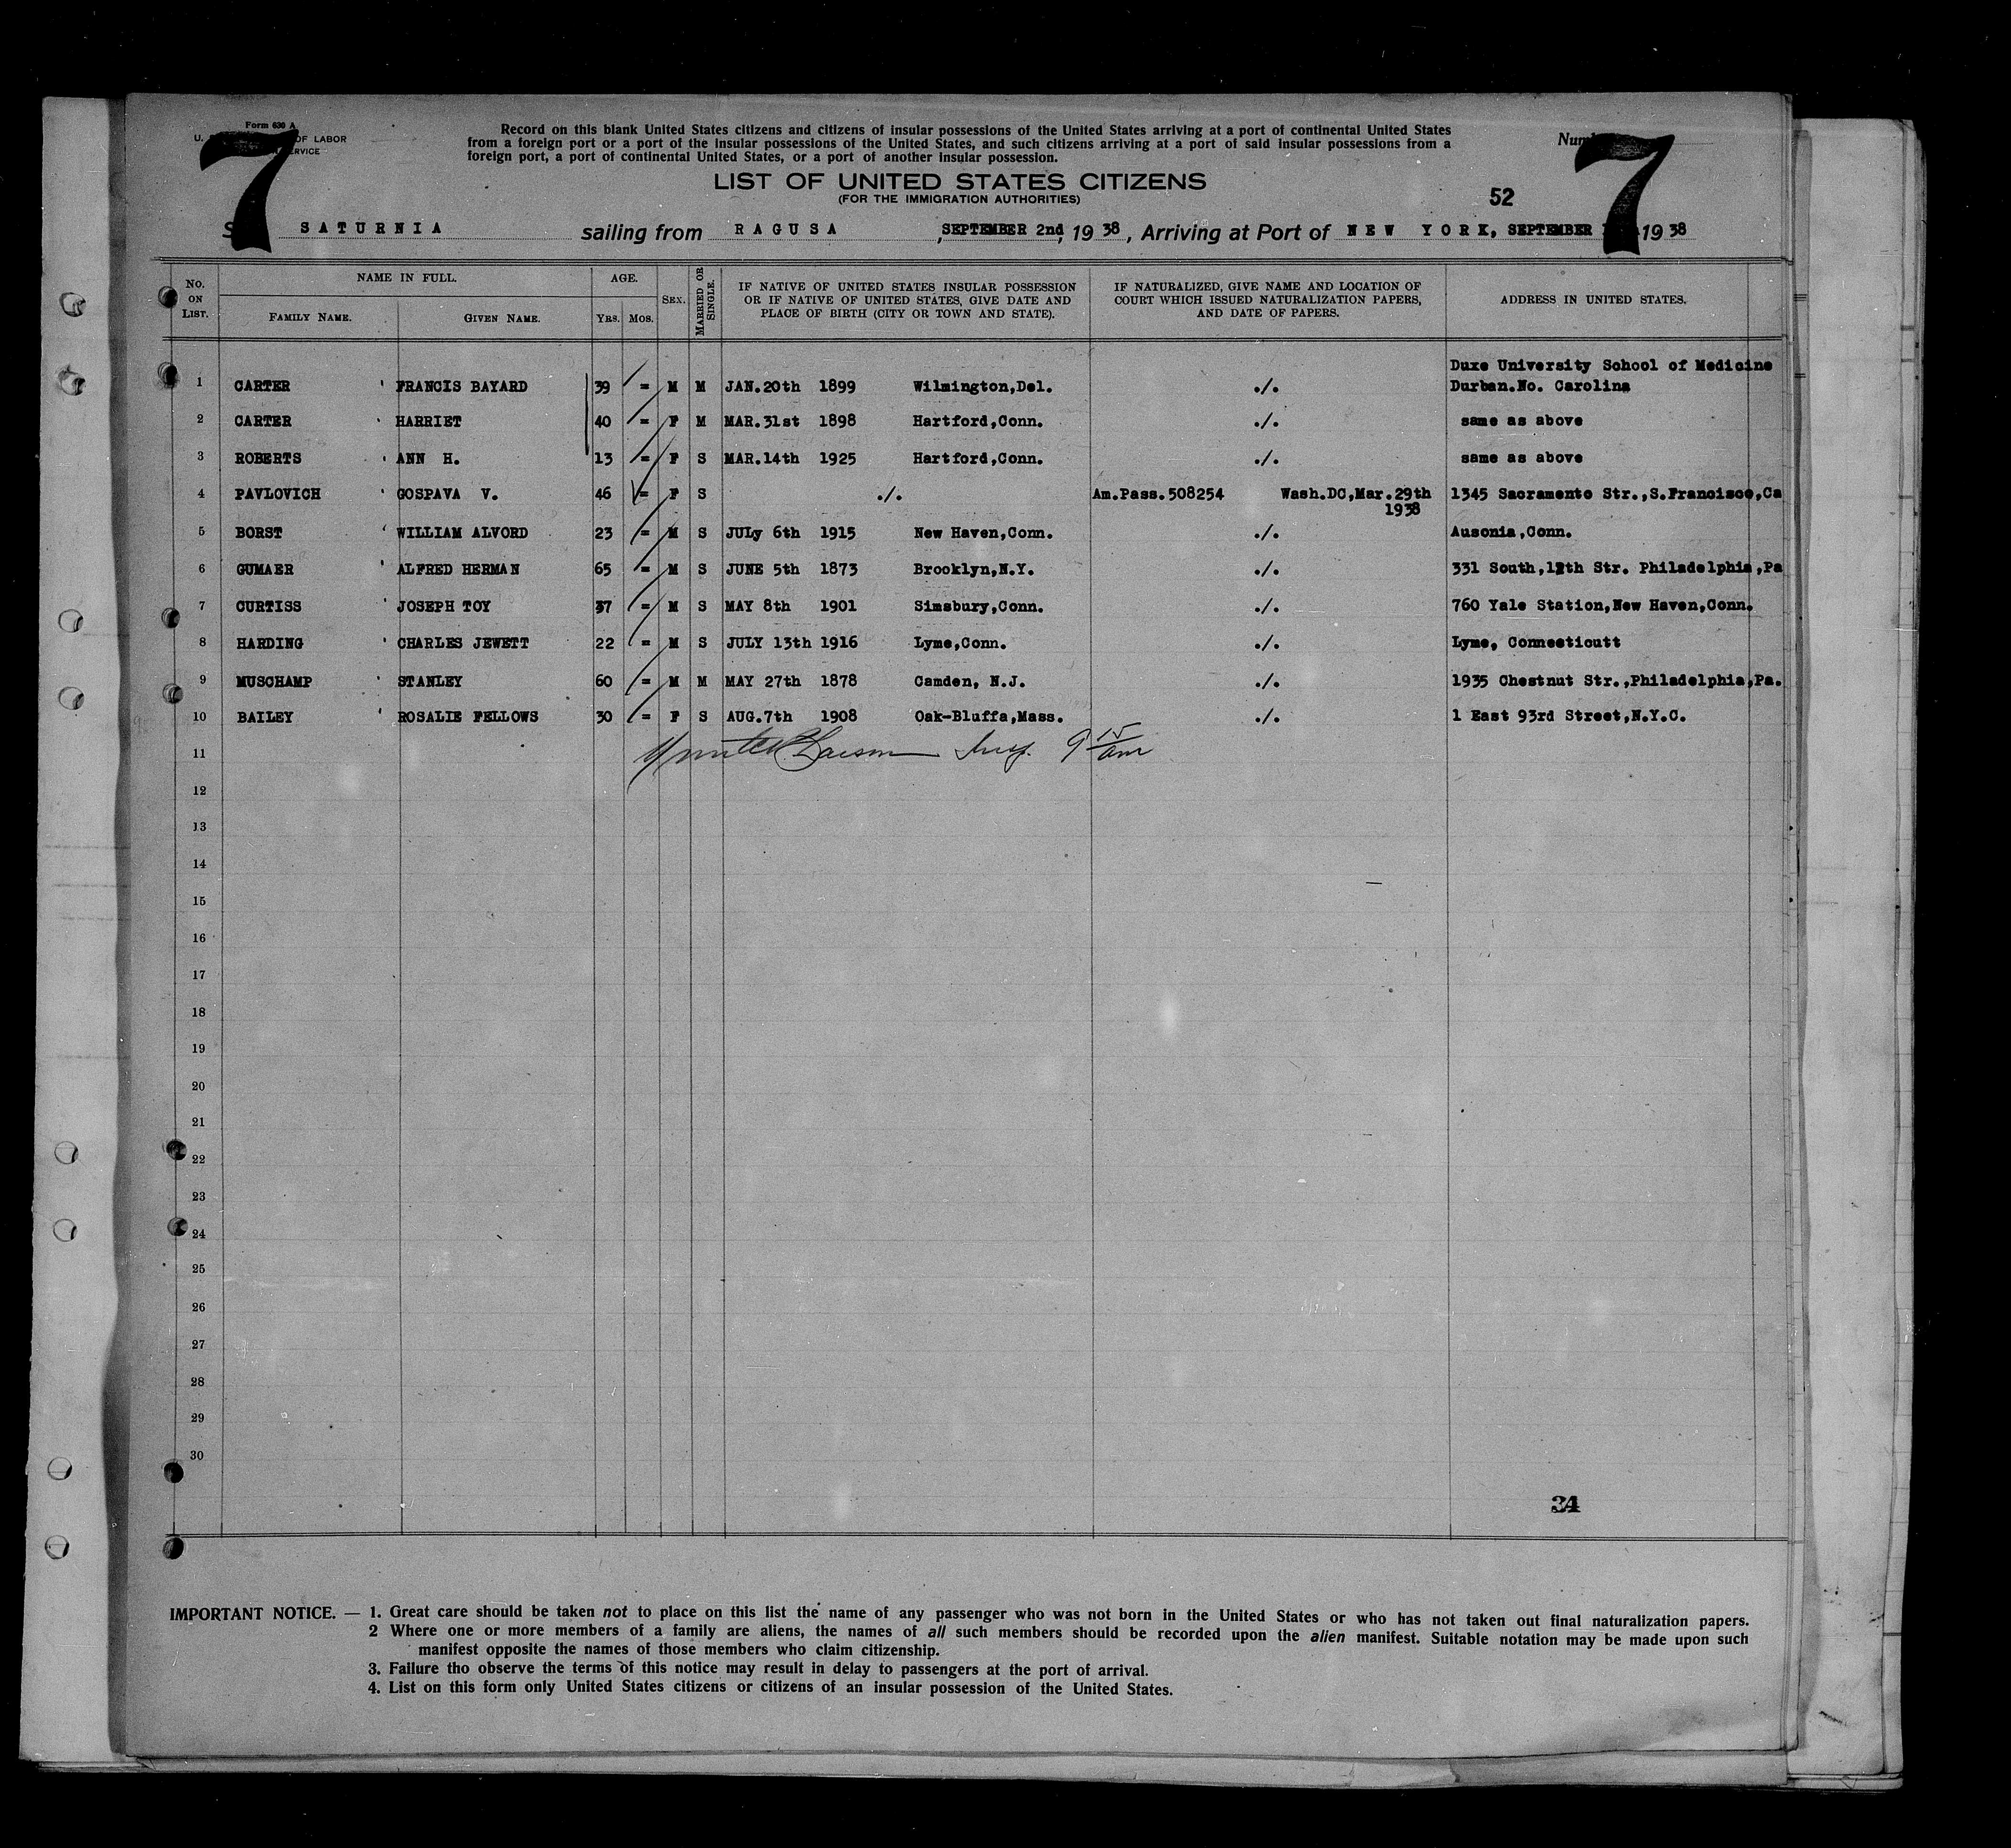 Form 630 A
U. OF LABOR
SERVICE
7
Record on this blank United States citizens and citizens of insular possessions of the United States arriving at a port of continental United States
from a foreign port or a port of the insular possessions of the United States, and such citizens arriving at a port of said insular possessions from a
foreign port, a port of continental United States, or a port of another insular possession.
7
LIST OF UNITED STATES CITIZENS
(FOR THE IMMIGRATION AUTHORITIES)
52
SATURNIA sailing from RAGUSA, SEPTEMBER 2nd, 19 38, Arriving at Port of NEW YORK, SEPTEMBER 19 38
No. ON LIST. NAME IN FULL. FAMILY NAME. GIVEN NAME. AGE. YRS. MOS. SEX. MARRIED OR SINGLE. IF NATIVE OF UNITED STATES INSULAR POSSESSION OR IF NATIVE OF UNITED STATES, GIVE DATE AND PLACE OF BIRTH (CITY OR TOWN AND STATE). IF NATURALIZED, GIVE NAME AND LOCATION OF COURT WHICH ISSUED NATURALIZATION PAPERS, AND DATE OF PAPERS. ADDRESS IN UNITED STATES.
Duxe University School of Medicine
1 CARTER FRANCIS BAYARD 39 = M M JAN.20th 1899 Wilmington,Del. ./. Durban.No. Carolina
2 CARTER HARRIET 40 = F M MAR.31st 1898 Hartford,Conn. ./. same as above
3 ROBERTS ANN H. 13 = F S MAR.14th 1925 Hartford,Conn. ./. same as above
4 PAVLOVICH GOSPAVA V. 46 = F S ./. Am.Pass.508254 Wash.DC,Mar.29th 1345 Sacramento Str.,S.Francisco,Ca
1938
5 BORST WILLIAM ALVORD 23 = M S JULy 6th 1915 New Haven,Conn. ./. Ausonia,Conn.
6 GUMAER ALFRED HERMAN 65 = M S JUNE 5th 1873 Brooklyn,N.Y. ./. 331 South,12th Str. Philadelphia,Pa
7 CURTISS JOSEPH TOY 37 = M S MAY 8th 1901 Simsbury,Conn. ./. 760 Yale Station,New Haven,Conn.
8 HARDING CHARLES JEWETT 22 = M S JULY 13th 1916 Lyme,Conn. ./. Lyme, Connecticutt
9 MUSCHAMP STANLEY 60 = M M MAY 27th 1878 Camden, N.J. ./. 1935 Chestnut Str.,Philadelphia,Pa.
10 BAILEY ROSALIE FELLOWS 30 = F S AUG.7th 1908 Oak-Bluffa,Mass. ./. 1 East 93rd Street,N.Y.C.
11 9 15 am
12
13
14
15
16
17
18
19
20
21
22
23
24
25
26
27
28
29
30
34
IMPORTANT NOTICE. — 1. Great care should be taken not to place on this list the name of any passenger who was not born in the United States or who has not taken out final naturalization papers.
2 Where one or more members of a family are aliens, the names of all such members should be recorded upon the alien manifest. Suitable notation may be made upon such
manifest opposite the names of those members who claim citizenship.
3. Failure tho observe the terms of this notice may result in delay to passengers at the port of arrival.
4. List on this form only United States citizens or citizens of an insular possession of the United States.